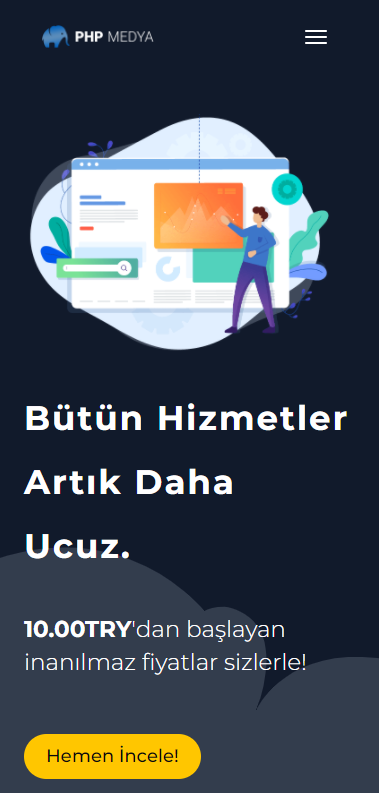 PHP MEDYA
Bütün Hizmetler
Artık Daha
Ucuz.
10.00TRY'dan başlayan
inanılmaz fiyatlar sizlerle!
Hemen İncele!